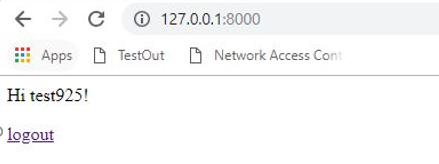 127.0.0.1:8000
Apps TestOut Network Access Cont
Hi test925!
logout